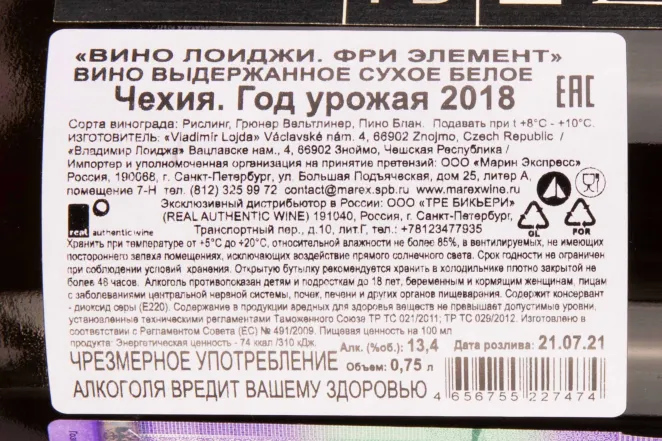 «ВИНО ЛОИДЖИ. ФРИ ЭЛЕМЕНТ»
ВИНО ВЫДЕРЖАННОЕ СУХОЕ БЕЛОЕ
Чехия. Год урожая 2018
EAC
Сорта винограда: Рислинг, Грюнер Вельтлинер, Пино Блан. Подавать при t +8°C - +10°C.
ИЗГОТОВИТЕЛЬ: «Vladimír Lojda» Václavské nám. 4, 66902 Znojmo, Czech Republic /
«Владимир Лоиджа» Вацлавске нам., 4, 66902 Зноймо, Чешская Республика /
Импортер и уполномоченная организация на принятие претензий: ООО «Марин Экспресс»
Россия, 190068, г. Санкт-Петербург, ул. Большая Подъяческая, дом 25, литер А,
помещение 7-Н тел. (812) 325 99 72 contact@marex.spb.ru www.marexwine.ru
Эксклюзивный дистрибьютор в России: ООО «ТРЕ БИКЬЕРИ»
(REAL AUTHENTIC WINE) 191040, Россия, г. Санкт-Петербург,
real authentic wine
Транспортный пер., д.10, лит.Г, тел.: +78123477935
GL
FOR
Хранить при температуре от +5°C до +20°C, относительной влажности не более 85%, в вентилируемых, не имеющих
постороннего запаха помещениях, исключающих воздействие прямого солнечного света. Срок годности не ограничен
при соблюдении условий хранения. Открытую бутылку рекомендуется хранить в холодильнике плотно закрытой не
более 48 часов. Алкоголь противопоказан детям и подросткам до 18 лет, беременным и кормящим женщинам, лицам
с заболеваниями центральной нервной системы, почек, печени и других органов пищеварения. Содержит консервант
- диоксид серы (Е220). Содержание в продукции вредных для здоровья веществ не превышает допустимые уровни,
установленные техническими регламентами Таможенного Союза ТР ТС 021/2011; ТР ТС 029/2012. Изготовлено в
соответствии с Регламентом Совета (ЕС) № 491/2009. Пищевая ценность на 100 мл
продукта: Энергетическая ценность - 74 ккал/310 кДж.
Алк. (%об.): 13,4 Дата розлива: 21.07.21
ЧРЕЗМЕРНОЕ УПОТРЕБЛЕНИЕ
Объем: 0,75 л
АЛКОГОЛЯ ВРЕДИТ ВАШЕМУ ЗДОРОВЬЮ
4 656755 227474